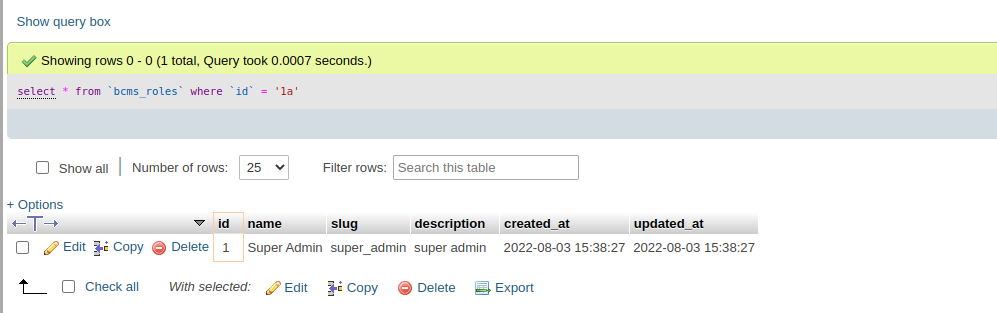 Show query box
Showing rows 0 - 0 (1 total, Query took 0.0007 seconds.)
select * from `bcms_roles` where `id` = '1a'
Show all Number of rows: 25 Filter rows: Search this table
+ Options
←T→ id name slug description created_at updated_at
Edit Copy Delete 1 Super Admin super_admin super admin 2022-08-03 15:38:27 2022-08-03 15:38:27
Check all With selected: Edit Copy Delete Export